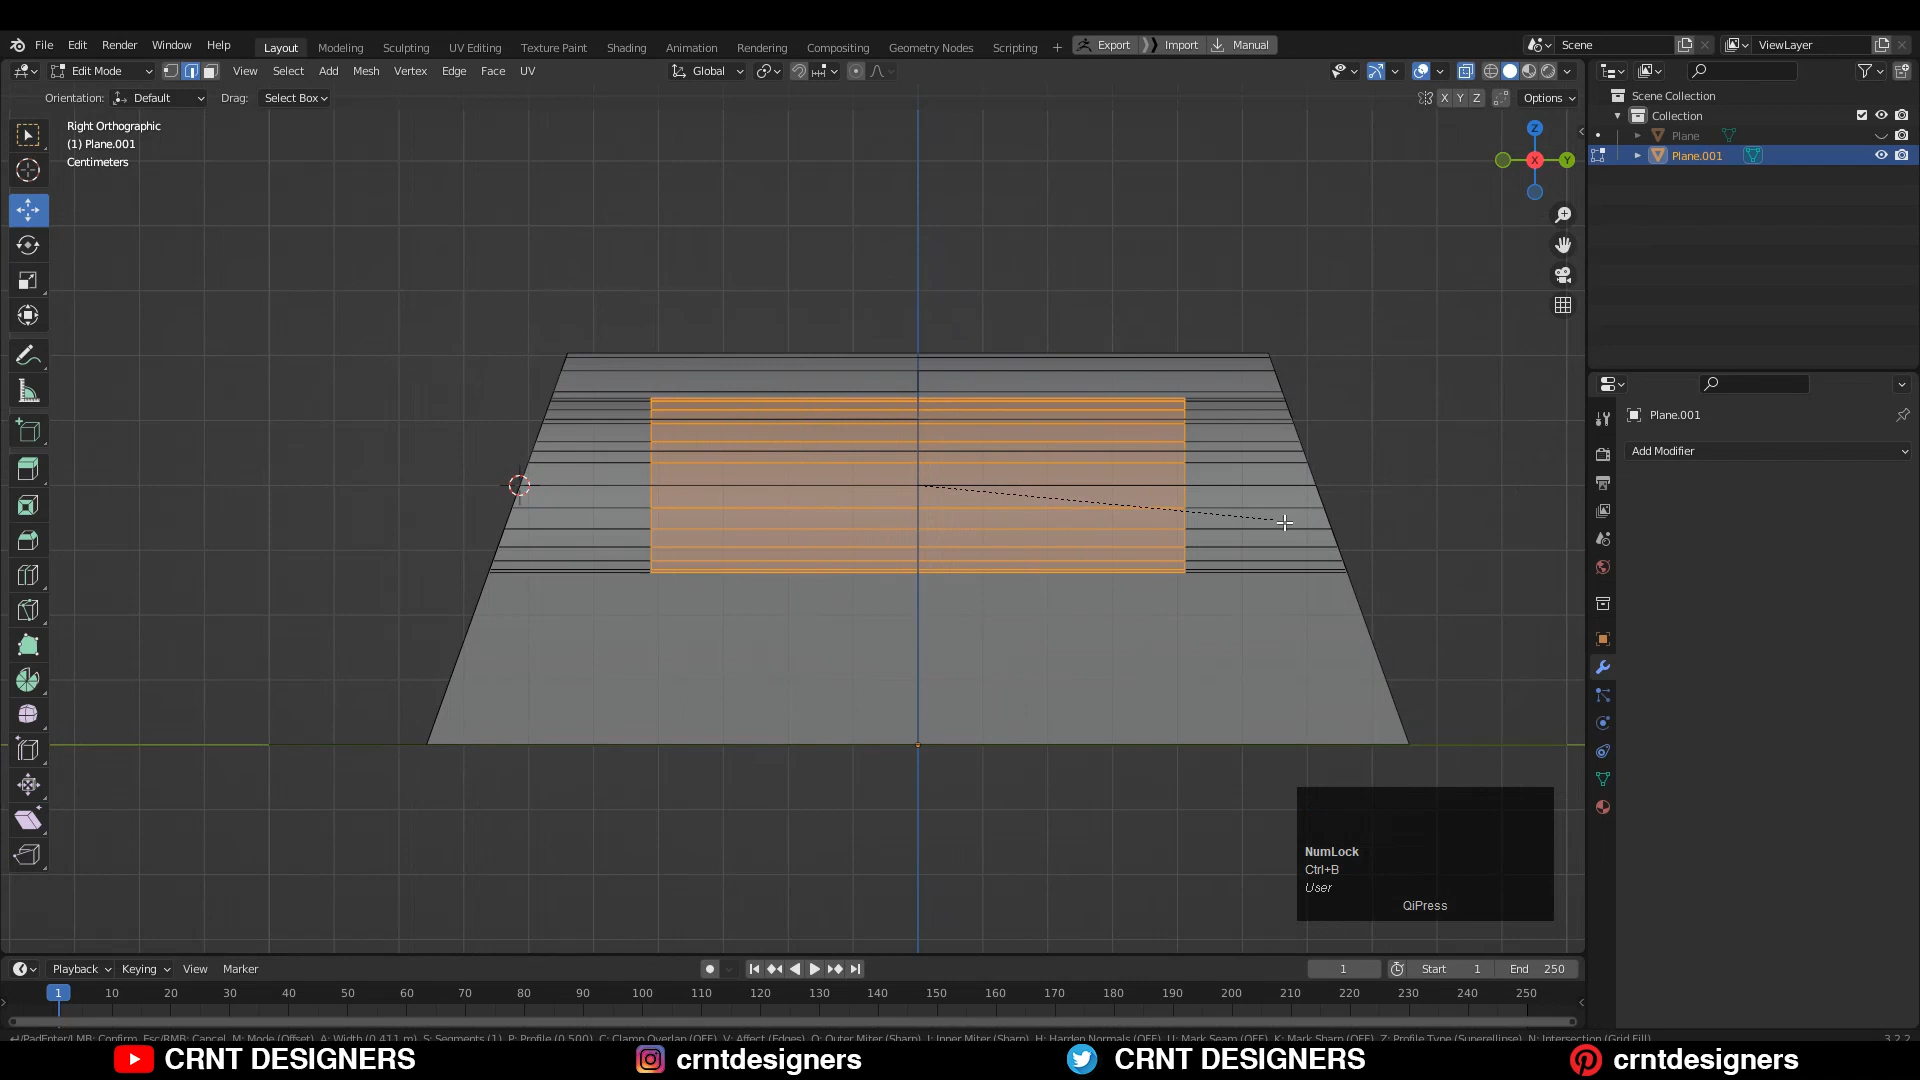 File Edit Render Window Help Layout Modeling Sculpting UV Editing Texture Paint Shading Animation Rendering Compositing Geometry Nodes Scripting + Export Import Manual Scene ViewLayer
Edit Mode View Select Add Mesh Vertex Edge Face UV Global
Orientation: Default Drag: Select Box X Y Z Options
Scene Collection
Collection
Plane
Plane.001
Right Orthographic
(1) Plane.001
Centimeters
Z
X
Y
Plane.001
Add Modifier
NumLock
Ctrl+B
User
QiPress
Playback Keying View Marker 1 Start 1 End 250
1 10 20 30 40 50 60 70 80 90 100 110 120 130 140 150 160 170 180 190 200 210 220 230 240 250
CRNT DESIGNERS crntdesigners CRNT DESIGNERS crntdesigners